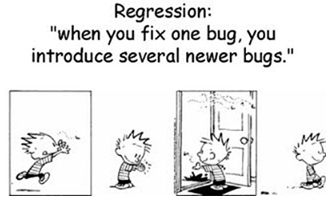 Regression:
"when you fix one bug, you
introduce several newer bugs."